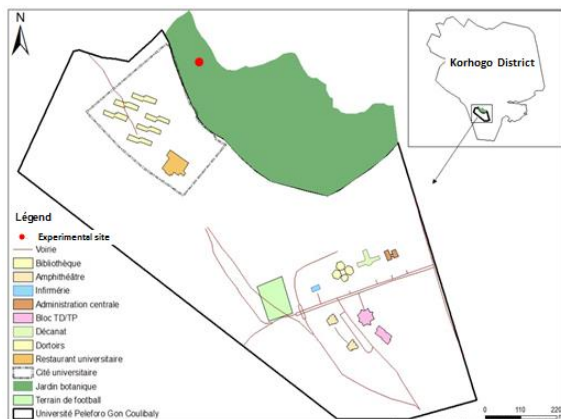 N
Korhogo District
Légend
Experimental site
Voirie
Bibliothèque
Amphithéâtre
Infirmérie
Administration centrale
Bloc TD/TP
Décanat
Dortoirs
Restaurant universitaire
Cité universitaire
Jardin botanique
Terrain de football
Université Peleforo Gon Coulibaly
0 110 220